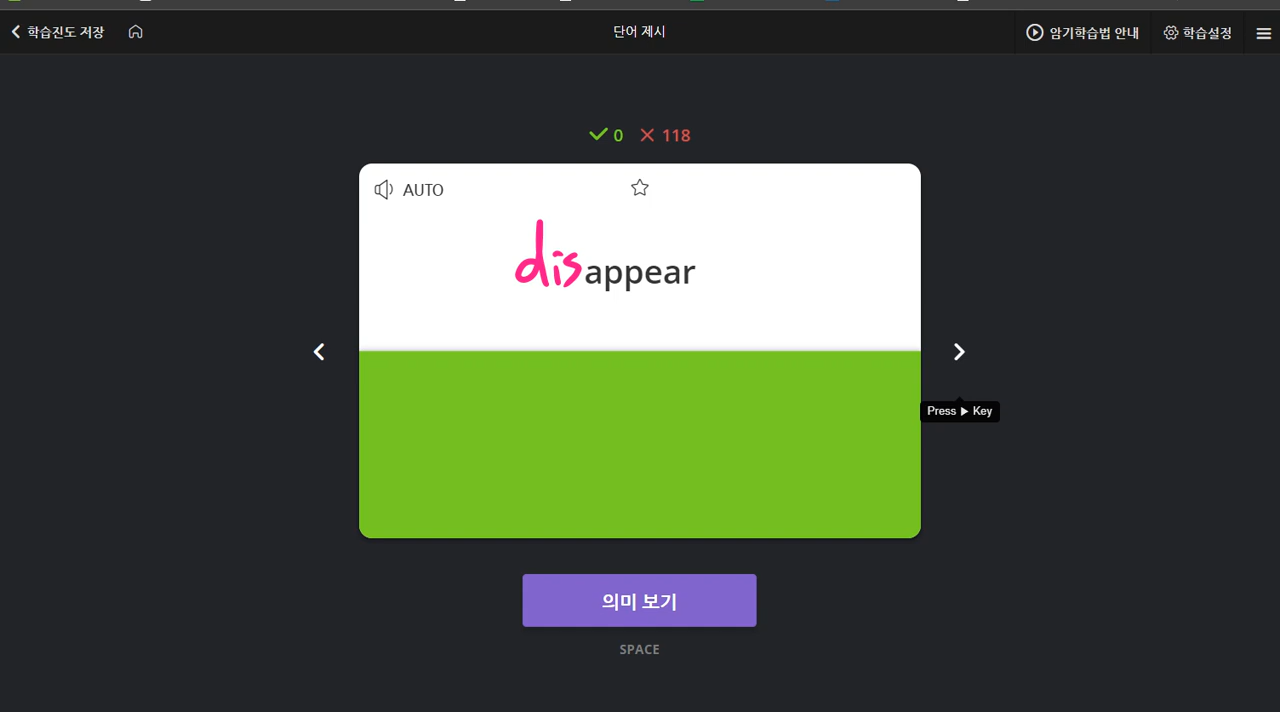 학습진도 저장
단어 제시
암기학습법 안내
학습설정
0
118
AUTO
disappear
Press ▶ Key
의미 보기
SPACE